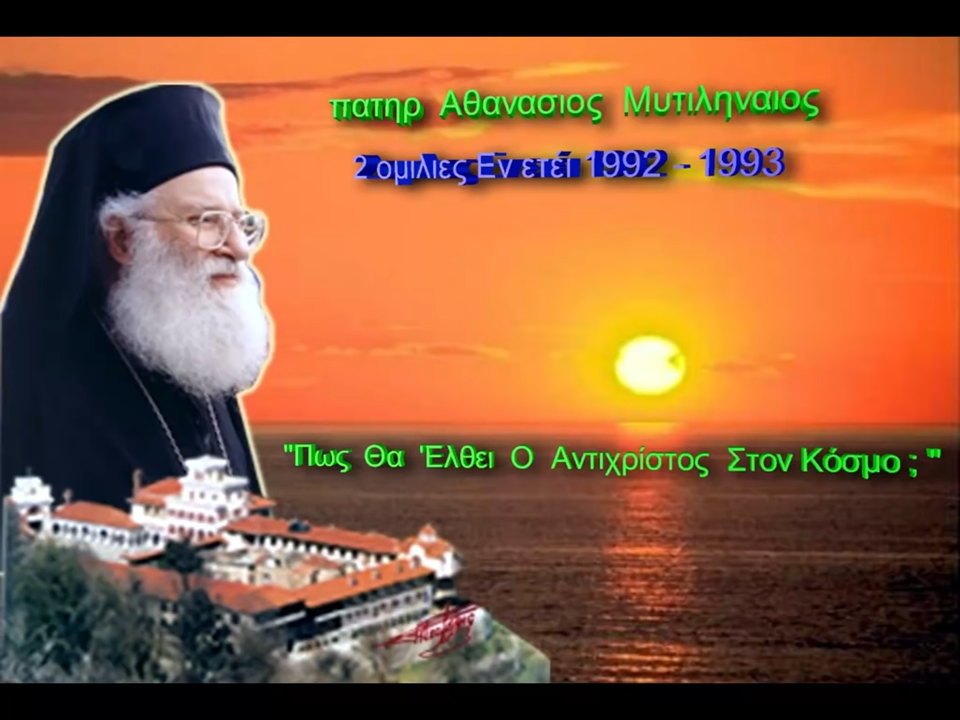 πατηρ Αθανασιος Μυτιληναιος
2 ομιλιες Εν ετεί 1992 - 1993
"Πως Θα Έλθει Ο Αντιχρίστος Στον Κόσμο ; "